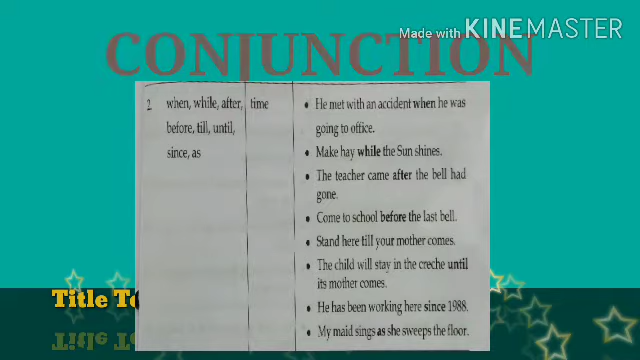 Made with KINEMASTER
CONJUNCTION
2. when, while, after, time
before, till, until,
since, as
• He met with an accident when he was
going to office.
• Make hay while the Sun shines.
• The teacher came after the bell had
gone.
• Come to school before the last bell.
• Stand here till your mother comes.
• The child will stay in the creche until
its mother comes.
• He has been working here since 1988.
• My maid sings as she sweeps the floor.
Title